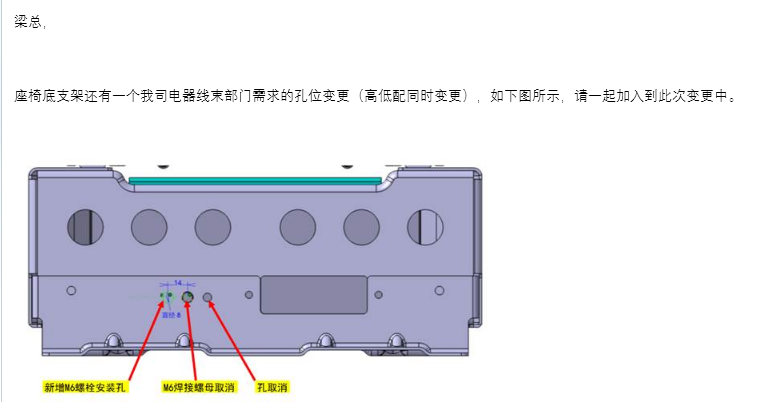 梁总,
座椅底支架还有一个我司电器线束部门需求的孔位变更（高低配同时变更），如下图所示，请一起加入到此次变更中。
14
直径 8
新增M6螺栓安装孔
M6焊接螺母取消
孔取消